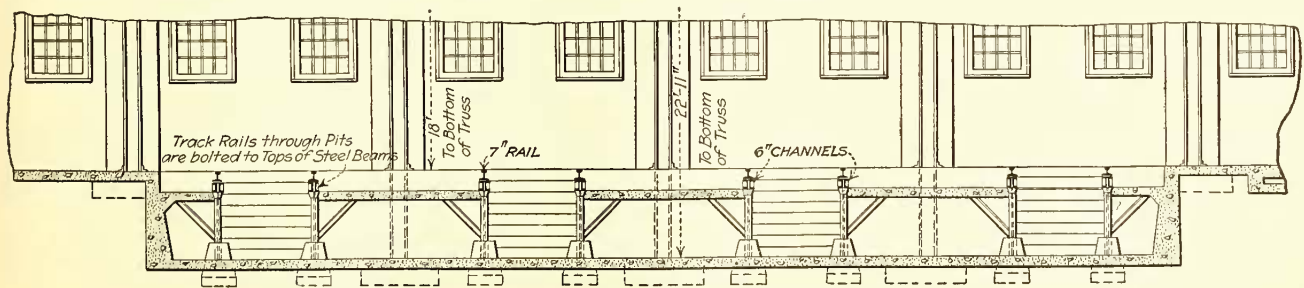 Track Rails through Pits
are bolted to Tops of Steel Beams
18'
To Bottom
of Truss
7" RAIL
22'-11"
To Bottom
of Truss
6" CHANNELS